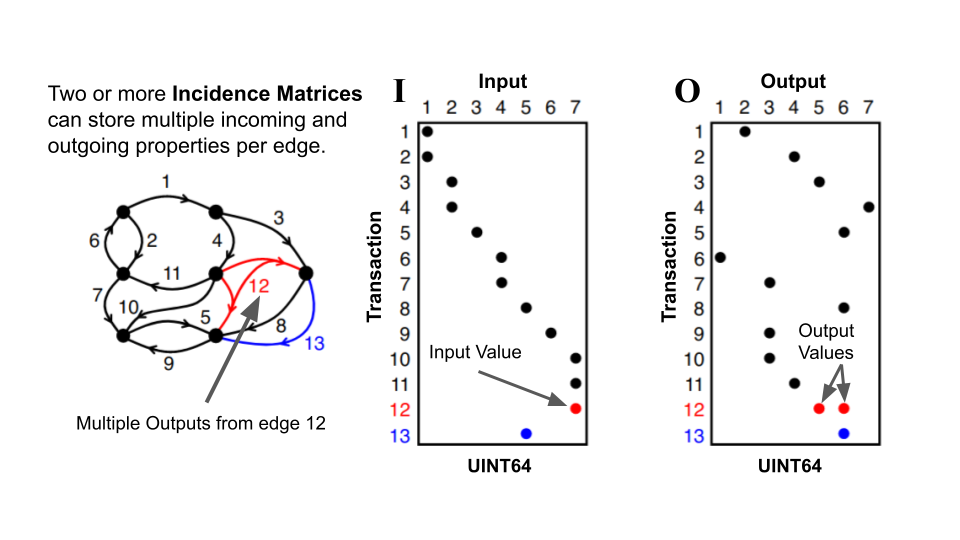 Two or more Incidence Matrices
can store multiple incoming and
outgoing properties per edge.
1
3
6
2
4
11
12
7
10
5
8
13
9
Multiple Outputs from edge 12
I
Input
1 2 3 4 5 6 7
Transaction
1
2
3
4
5
6
7
8
9
10
11
12
13
Input Value
UINT64
O
Output
1 2 3 4 5 6 7
Transaction
1
2
3
4
5
6
7
8
9
10
11
12
13
Output
Values
UINT64